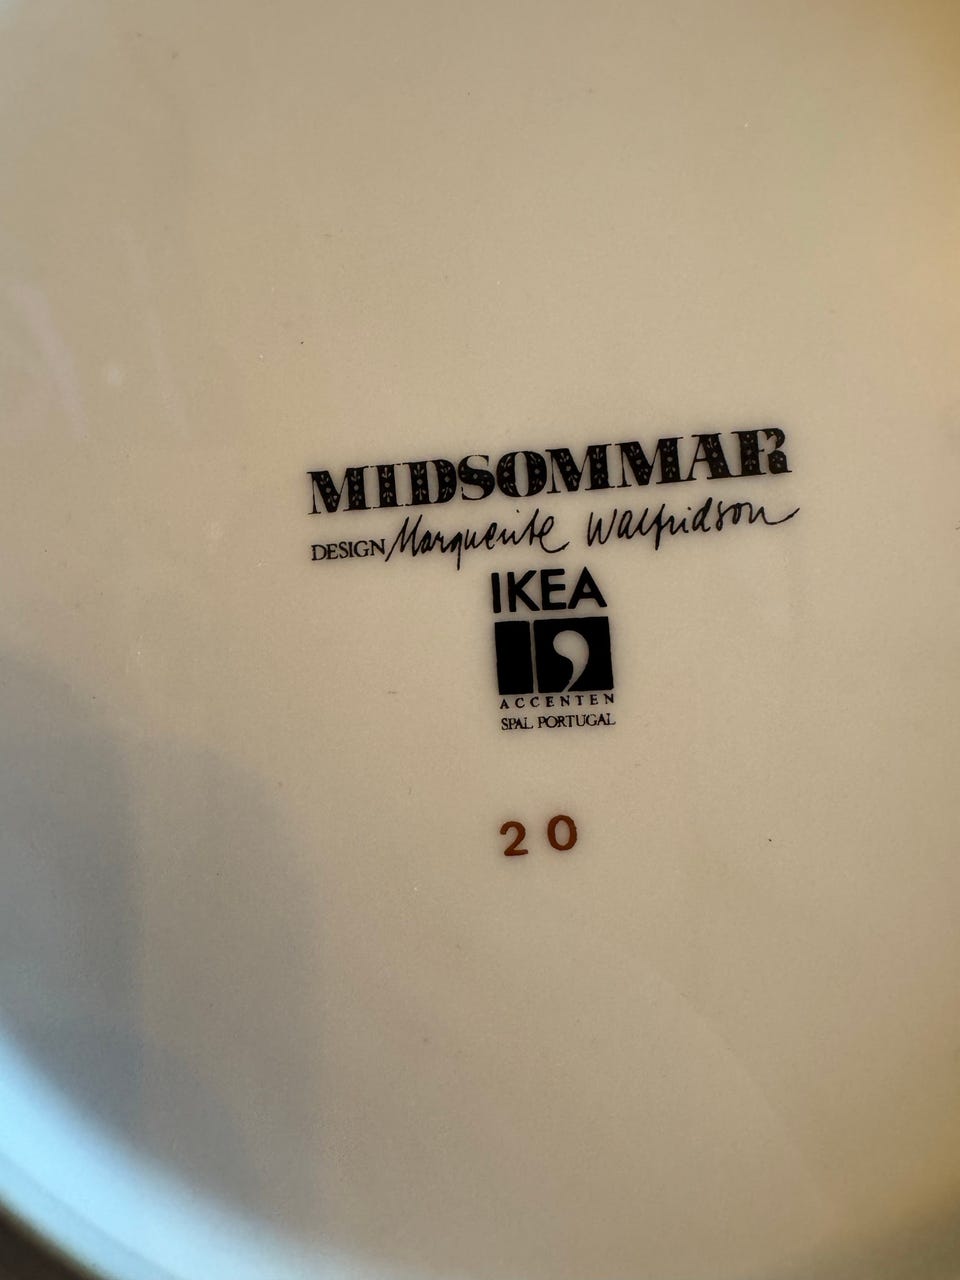 MIDSOMMAR
DESIGN Marguerite Walfridson
IKEA
ACCENTEN
SPAL PORTUGAL
20